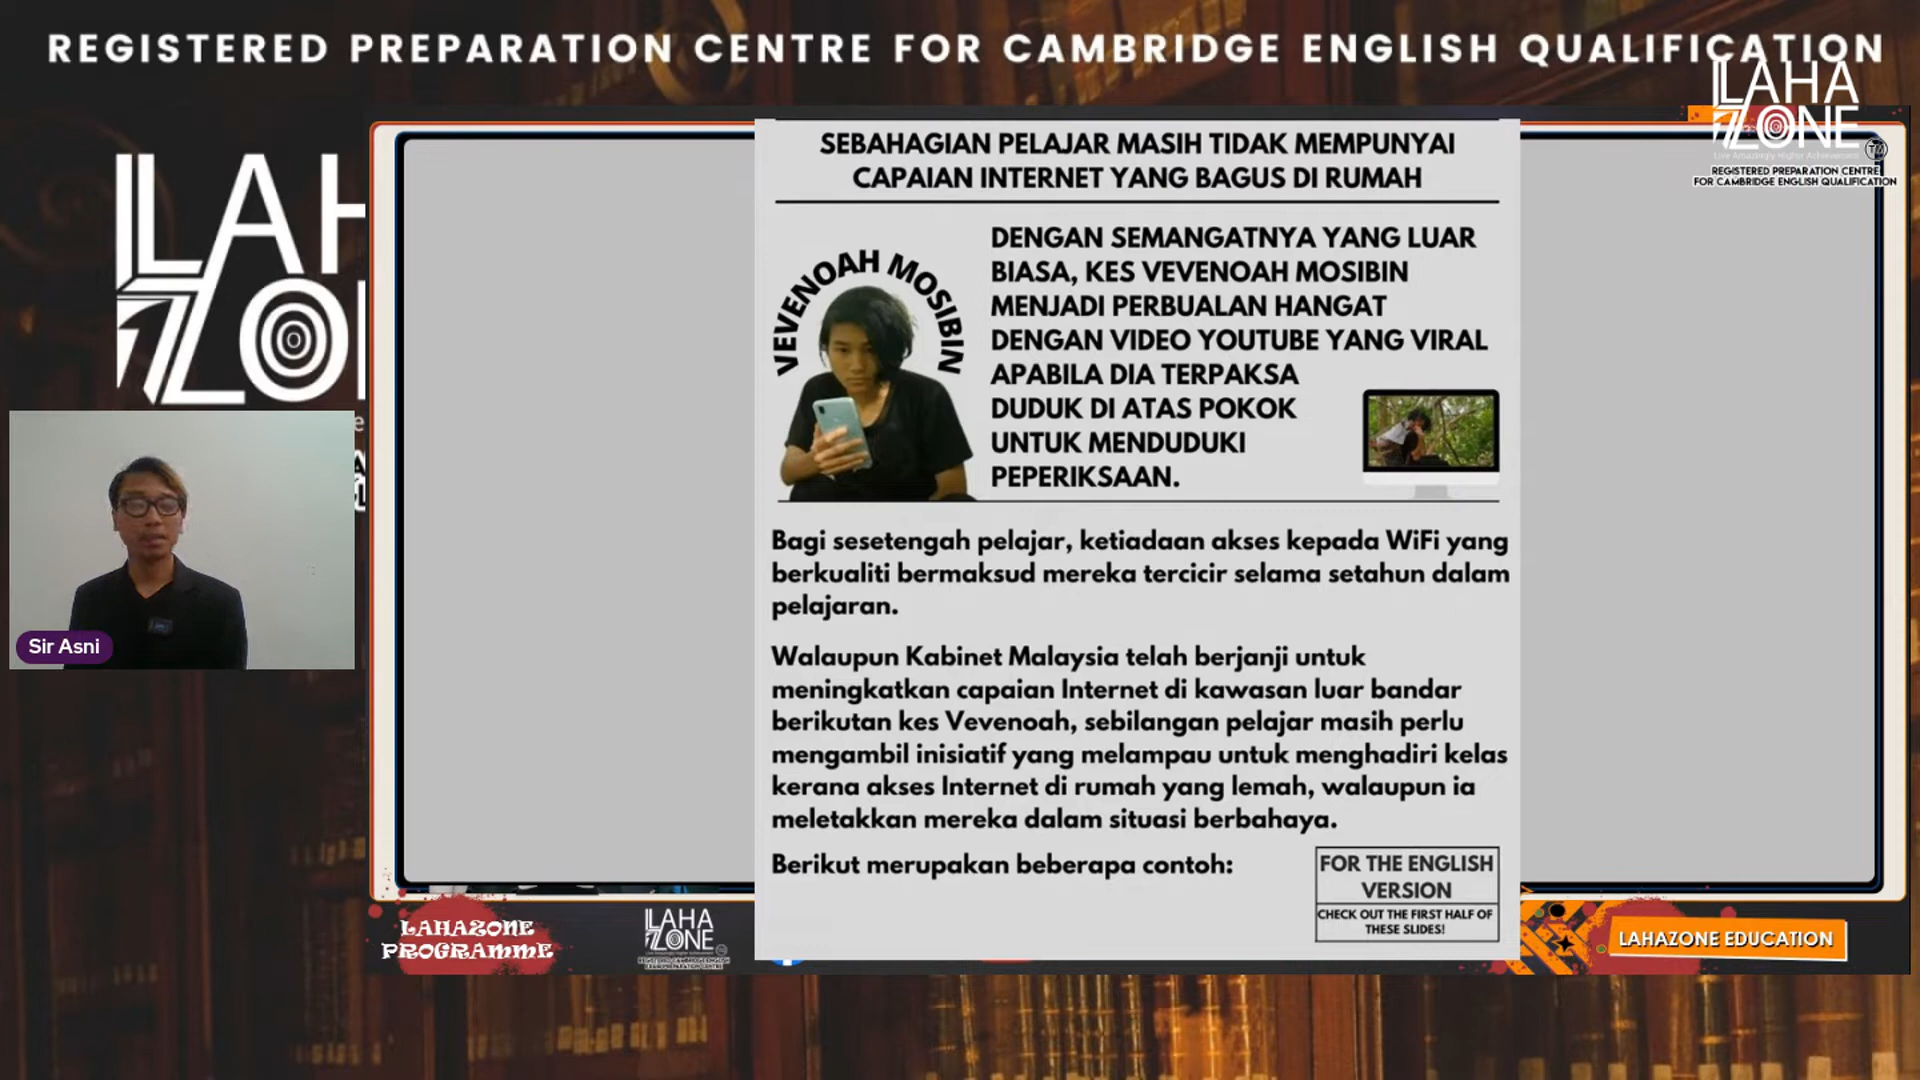 REGISTERED PREPARATION CENTRE FOR CAMBRIDGE ENGLISH QUALIFICATION
LAHA
ZONE
Live Amazingly Higher Achievement
TM
REGISTERED PREPARATION CENTRE
FOR CAMBRIDGE ENGLISH QUALIFICATION
LAH
ZO
Sir Asni
SEBAHAGIAN PELAJAR MASIH TIDAK MEMPUNYAI
CAPAIAN INTERNET YANG BAGUS DI RUMAH
VEVENOAH MOSIBIN
DENGAN SEMANGATNYA YANG LUAR
BIASA, KES VEVENOAH MOSIBIN
MENJADI PERBUALAN HANGAT
DENGAN VIDEO YOUTUBE YANG VIRAL
APABILA DIA TERPAKSA
DUDUK DI ATAS POKOK
UNTUK MENDUDUKI
PEPERIKSAAN.
Bagi sesetengah pelajar, ketiadaan akses kepada WiFi yang
berkualiti bermaksud mereka tercicir selama setahun dalam
pelajaran.
Walaupun Kabinet Malaysia telah berjanji untuk
meningkatkan capaian Internet di kawasan luar bandar
berikutan kes Vevenoah, sebilangan pelajar masih perlu
mengambil inisiatif yang melampau untuk menghadiri kelas
kerana akses Internet di rumah yang lemah, walaupun ia
meletakkan mereka dalam situasi berbahaya.
Berikut merupakan beberapa contoh:
FOR THE ENGLISH
VERSION
CHECK OUT THE FIRST HALF OF
THESE SLIDES!
LAHAZONE
PROGRAMME
LAHA
ZONE
LAHAZONE EDUCATION